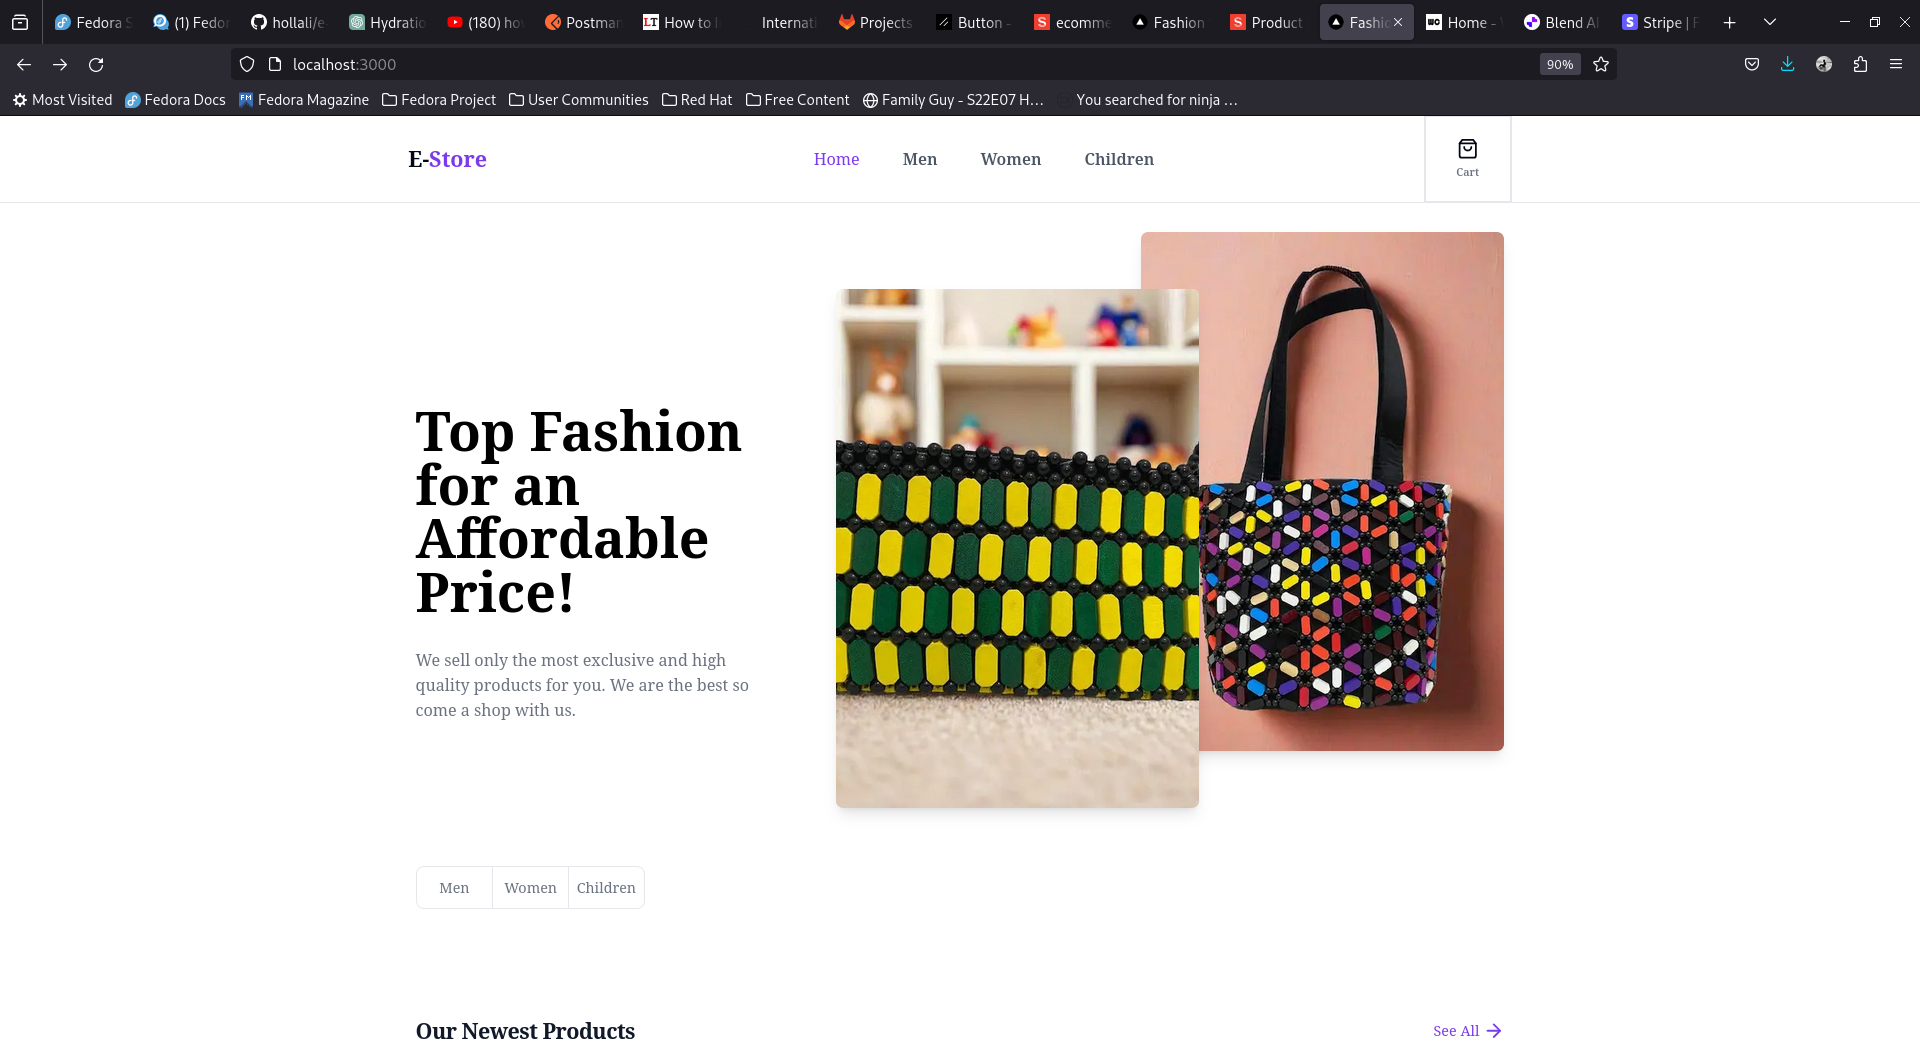 Fedora S
(1) Fedor
hollali/e
Hydratio
(180) ho
Postman
How to
Internati
Projects
Button -
ecomme
Fashion
Product
Fashio
Home -
Blend A
Stripe |
localhost:3000
90%
Most Visited
Fedora Docs
Fedora Magazine
Fedora Project
User Communities
Red Hat
Free Content
Family Guy - S22E07 H…
You searched for ninja …
E-Store
Home
Men
Women
Children
Cart
Top Fashion
for an
Affordable
Price!
We sell only the most exclusive and high
quality products for you. We are the best so
come a shop with us.
Men
Women
Children
Our Newest Products
See All